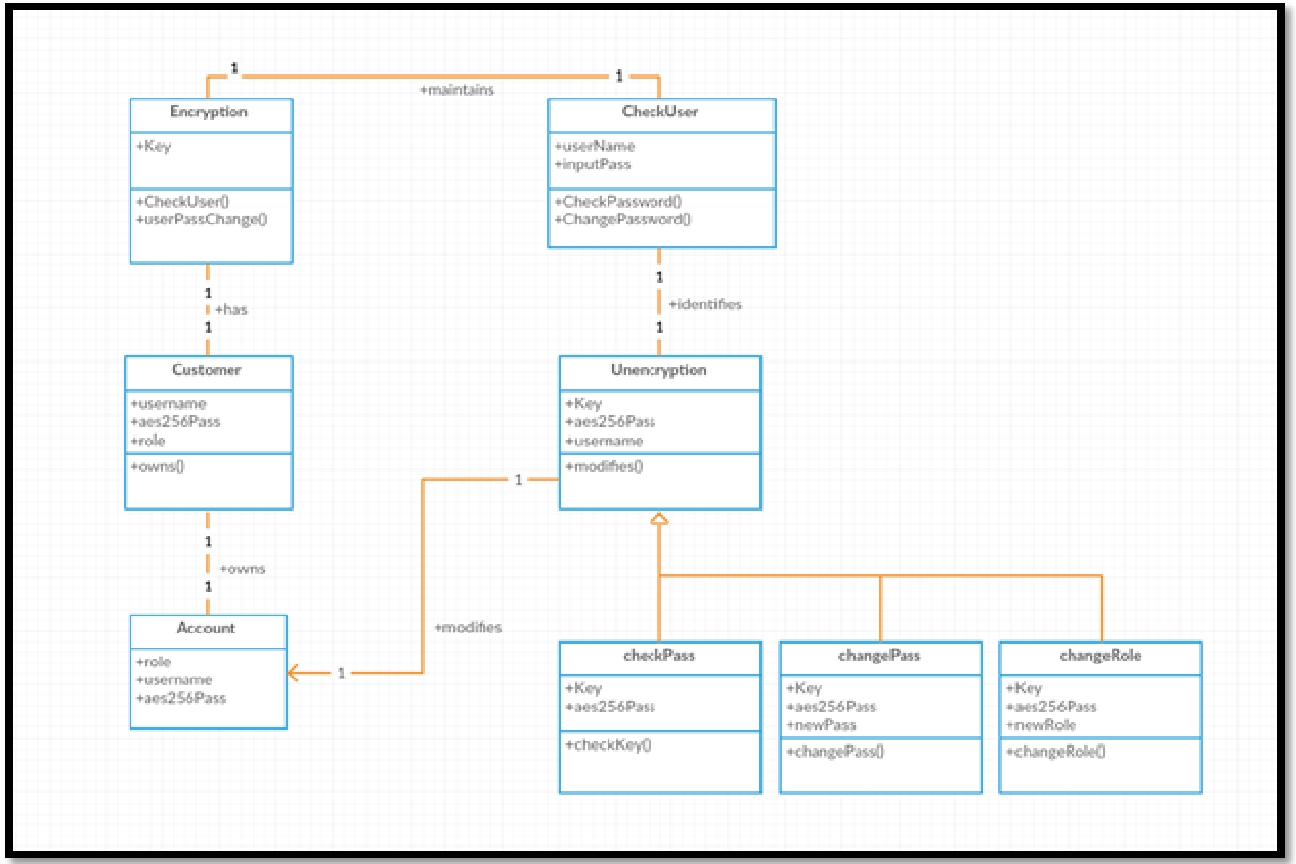 1
1
+maintains
Encryption
+Key
+CheckUser()
+userPassChange()
CheckUser
+userName
+inputPass
+CheckPassword()
+ChangePassword()
1
+has
1
1
+identifies
1
Customer
+username
+aes256Pass
+role
+owns()
Unencryption
+Key
+aes256Pass
+username
+modifies()
1
1
+owns
1
+modifies
1
Account
+role
+username
+aes256Pass
checkPass
+Key
+aes256Pass
+checkKey()
changePass
+Key
+aes256Pass
+newPass
+changePass()
changeRole
+Key
+aes256Pass
+newRole
+changeRole()